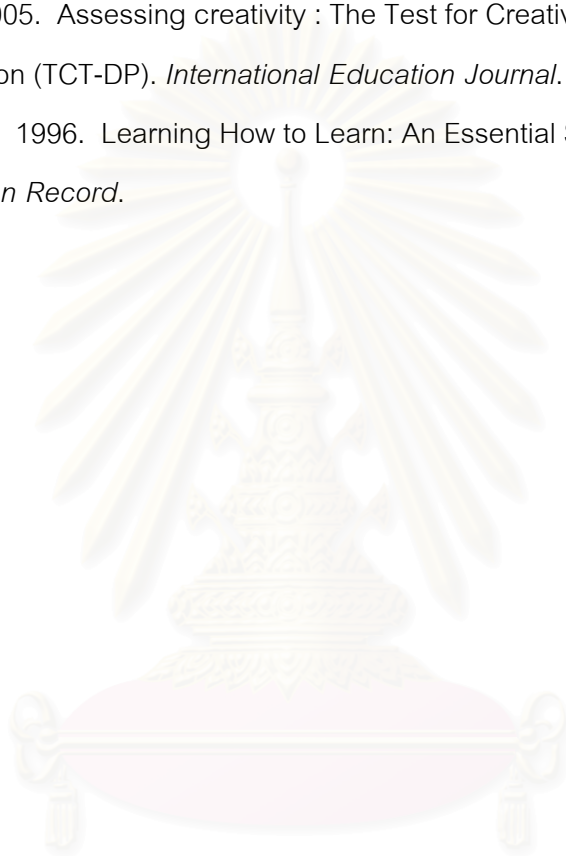 005. Assessing creativity : The Test for Creativ
on (TCT-DP). International Education Journal.
1996. Learning How to Learn: An Essential
n Record.